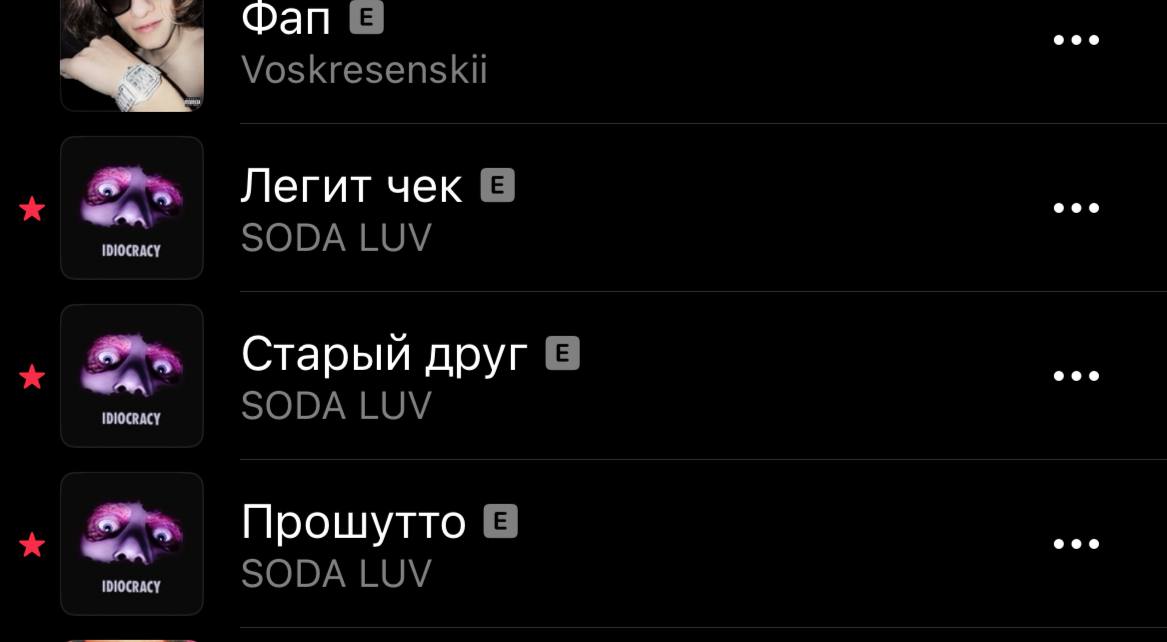 Фап E
Voskresenskii
IDIOCRACY
Легит чек E
SODA LUV
IDIOCRACY
Старый друг E
SODA LUV
IDIOCRACY
Прошутто E
SODA LUV